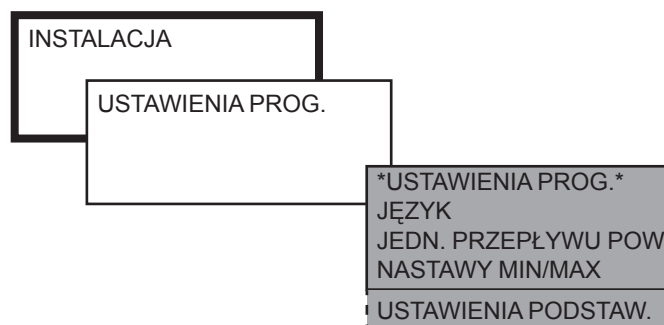 INSTALACJA
USTAWIENIA PROG.
*USTAWIENIA PROG.*
JĘZYK
JEDN. PRZEPŁYWU POW
NASTAWY MIN/MAX
USTAWIENIA PODSTAW.